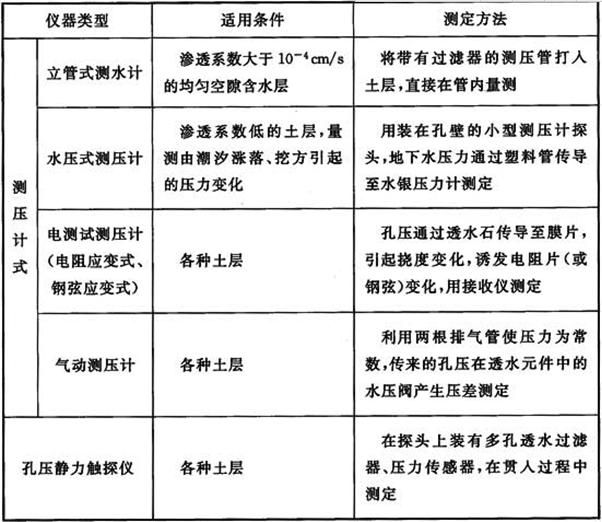 仪器类型
适用条件
测定方法
测压计式
立管式测水计
渗透系数大于10⁻⁴cm/s
的均匀空隙含水层
将带有过滤器的测压管打入
土层,直接在管内量测
水压式测压计
渗透系数低的土层,量
测由潮汐涨落、挖方引起
的压力变化
用装在孔壁的小型测压计探
头,地下水压力通过塑料管传导
至水银压力计测定
电测试测压计
(电阻应变式、
钢弦应变式)
各种土层
孔压通过透水石传导至膜片,
引起挠度变化,诱发电阻片(或
钢弦)变化,用接收仪测定
气动测压计
各种土层
利用两根排气管使压力为常
数,传来的孔压在透水元件中的
水压阀产生压差测定
孔压静力触探仪
各种土层
在探头上装有多孔透水过滤
器、压力传感器,在贯入过程中
测定